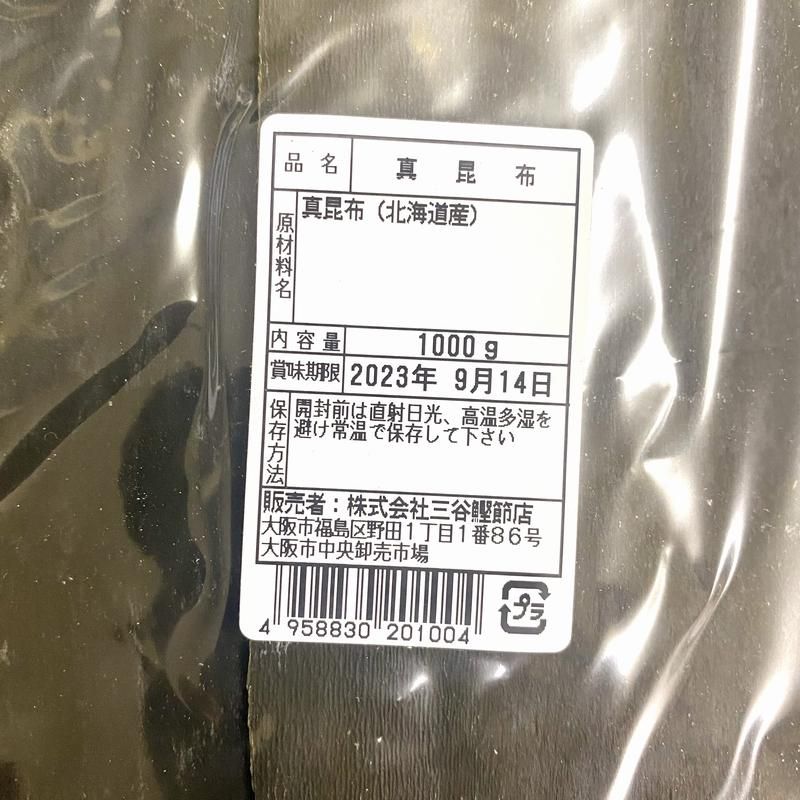 品名 真昆布
原材料名 真昆布（北海道産）
内容量 1000g
賞味期限 2023年 9月14日
保存方法 開封前は直射日光、高温多湿を
避け常温で保存して下さい
販売者：株式会社三谷鰹節店
大阪市福島区野田1丁目1番86号
大阪市中央卸売市場
4 958830 201004
プラ